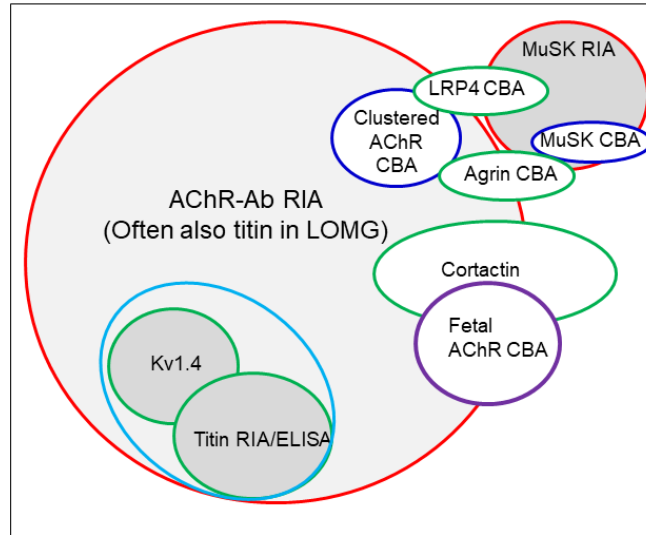 MuSK RIA
LRP4 CBA
Clustered
AChR
CBA
MuSK CBA
Agrin CBA
AChR-Ab RIA
(Often also titin in LOMG)
Cortactin
Fetal
AChR CBA
Kv1.4
Titin RIA/ELISA